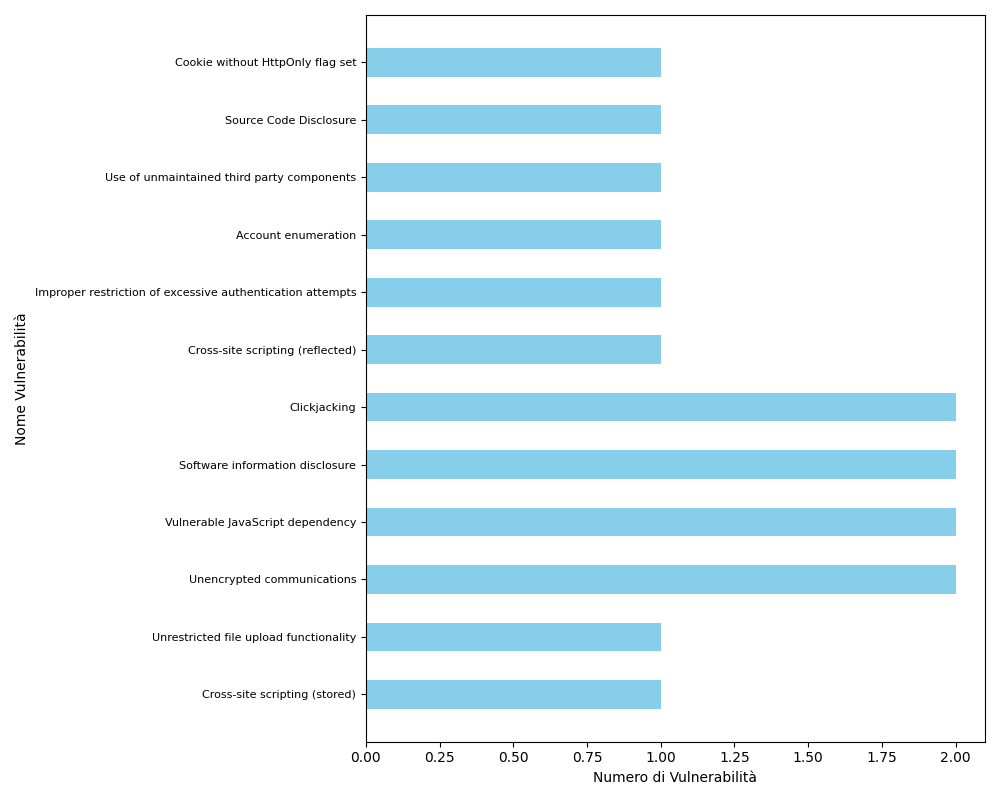 Cookie without HttpOnly flag set
Source Code Disclosure
Use of unmaintained third party components
Account enumeration
Improper restriction of excessive authentication attempts
Cross-site scripting (reflected)
Clickjacking
Software information disclosure
Vulnerable JavaScript dependency
Unencrypted communications
Unrestricted file upload functionality
Cross-site scripting (stored)
Nome Vulnerabilità
0.00 0.25 0.50 0.75 1.00 1.25 1.50 1.75 2.00
Numero di Vulnerabilità